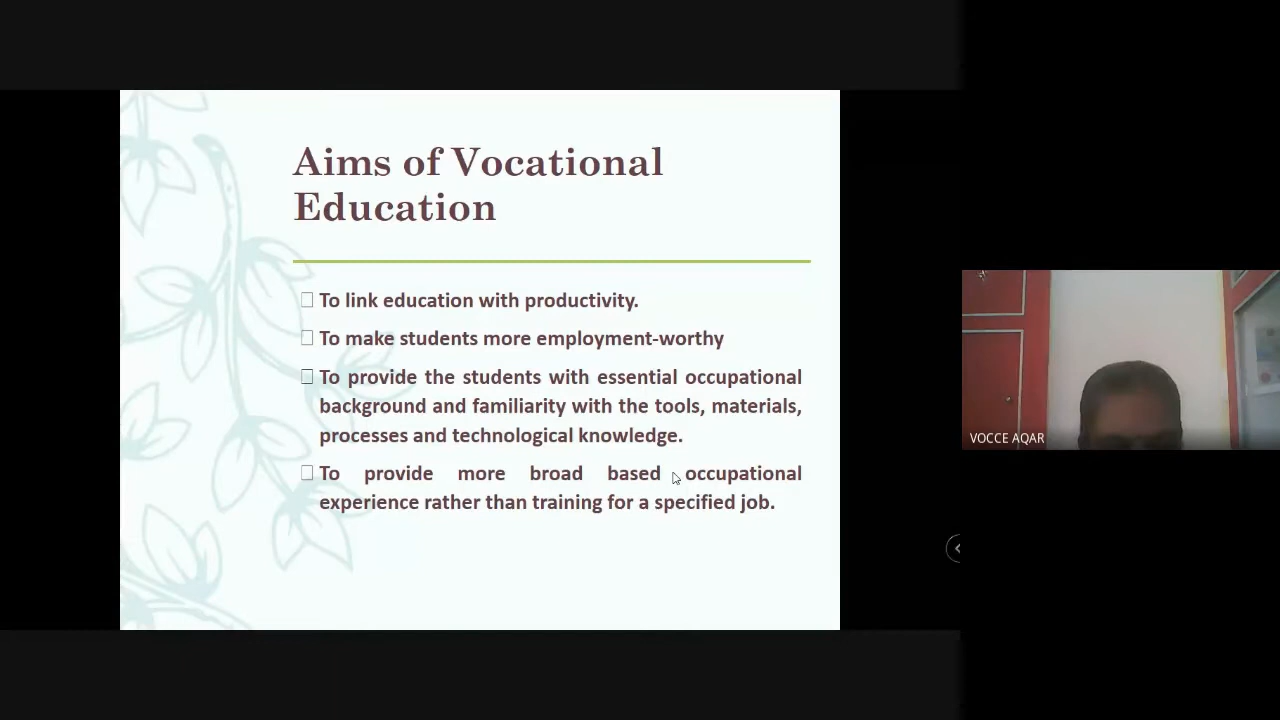 Aims of Vocational
Education
To link education with productivity.
To make students more employment-worthy
To provide the students with essential occupational
background and familiarity with the tools, materials,
processes and technological knowledge.
To provide more broad based occupational
experience rather than training for a specified job.
VOCCE AQAR